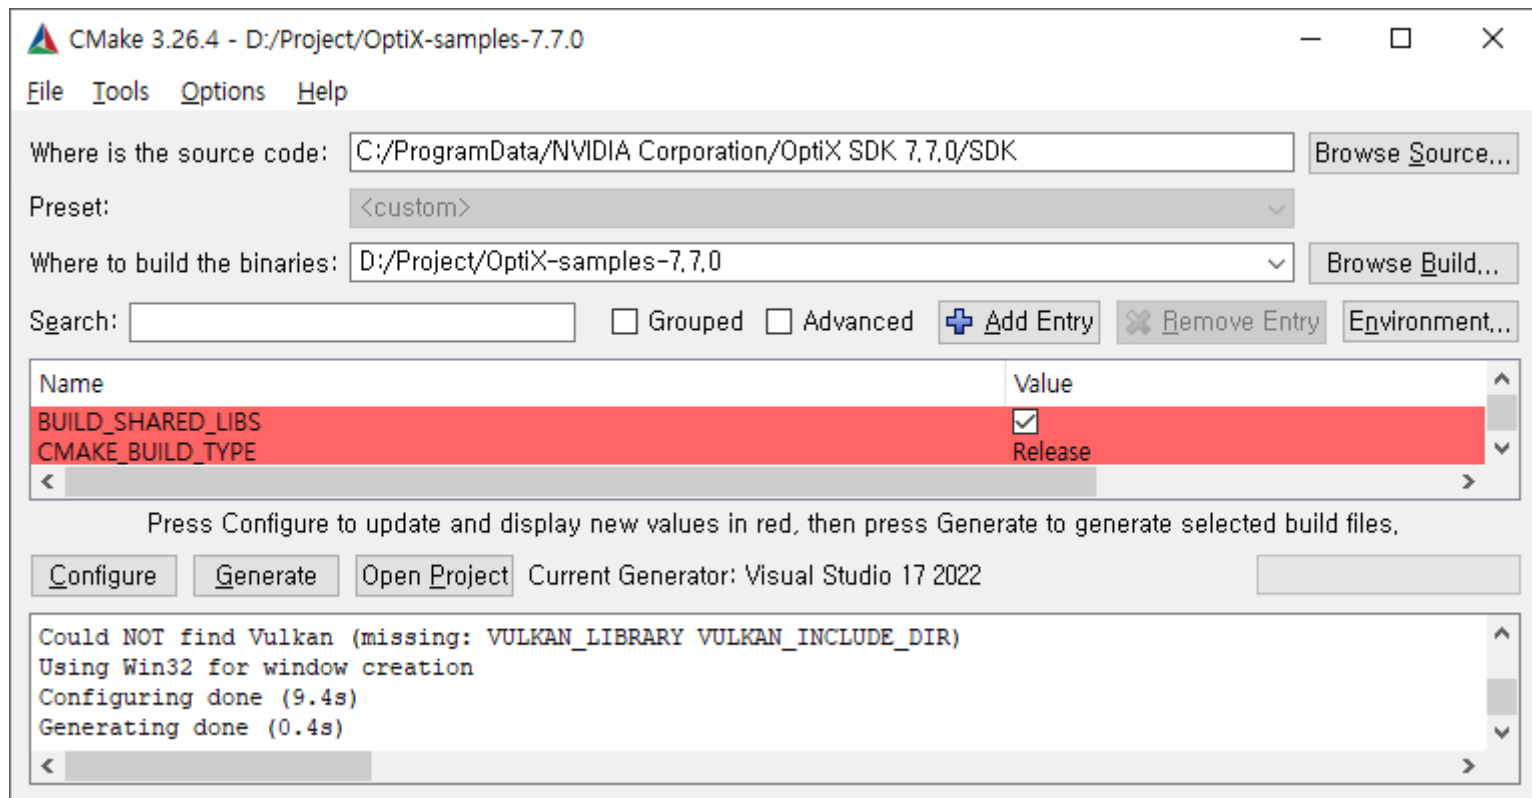 CMake 3.26.4 - D:/Project/OptiX-samples-7.7.0
File Tools Options Help
Where is the source code: C:/ProgramData/NVIDIA Corporation/OptiX SDK 7.7.0/SDK Browse Source...
Preset: <custom>
Where to build the binaries: D:/Project/OptiX-samples-7.7.0 Browse Build...
Search: Grouped Advanced Add Entry Remove Entry Environment...
Name Value
BUILD_SHARED_LIBS
CMAKE_BUILD_TYPE Release
Press Configure to update and display new values in red, then press Generate to generate selected build files.
Configure Generate Open Project Current Generator: Visual Studio 17 2022
Could NOT find Vulkan (missing: VULKAN_LIBRARY VULKAN_INCLUDE_DIR)
Using Win32 for window creation
Configuring done (9.4s)
Generating done (0.4s)